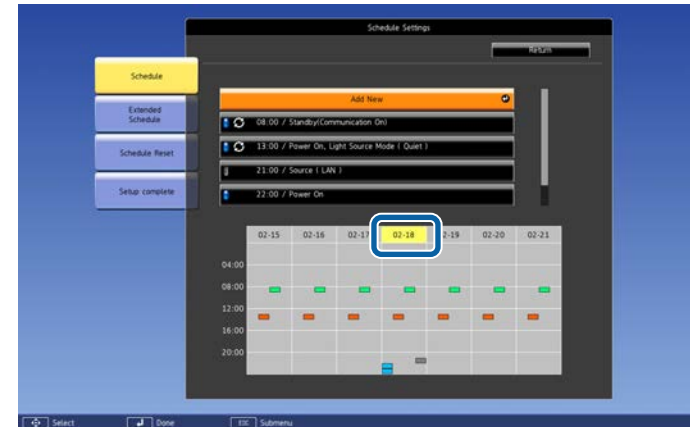 Schedule Settings
Return
Schedule
Extended
Schedule
Schedule Reset
Setup complete
Add New
08:00 / Standby(Communication On)
13:00 / Power On, Light Source Mode ( Quiet )
21:00 / Source ( LAN )
22:00 / Power On
02-15 02-16 02-17 02-18 02-19 02-20 02-21
04:00
08:00
12:00
16:00
20:00
Select Done Esc Submenu